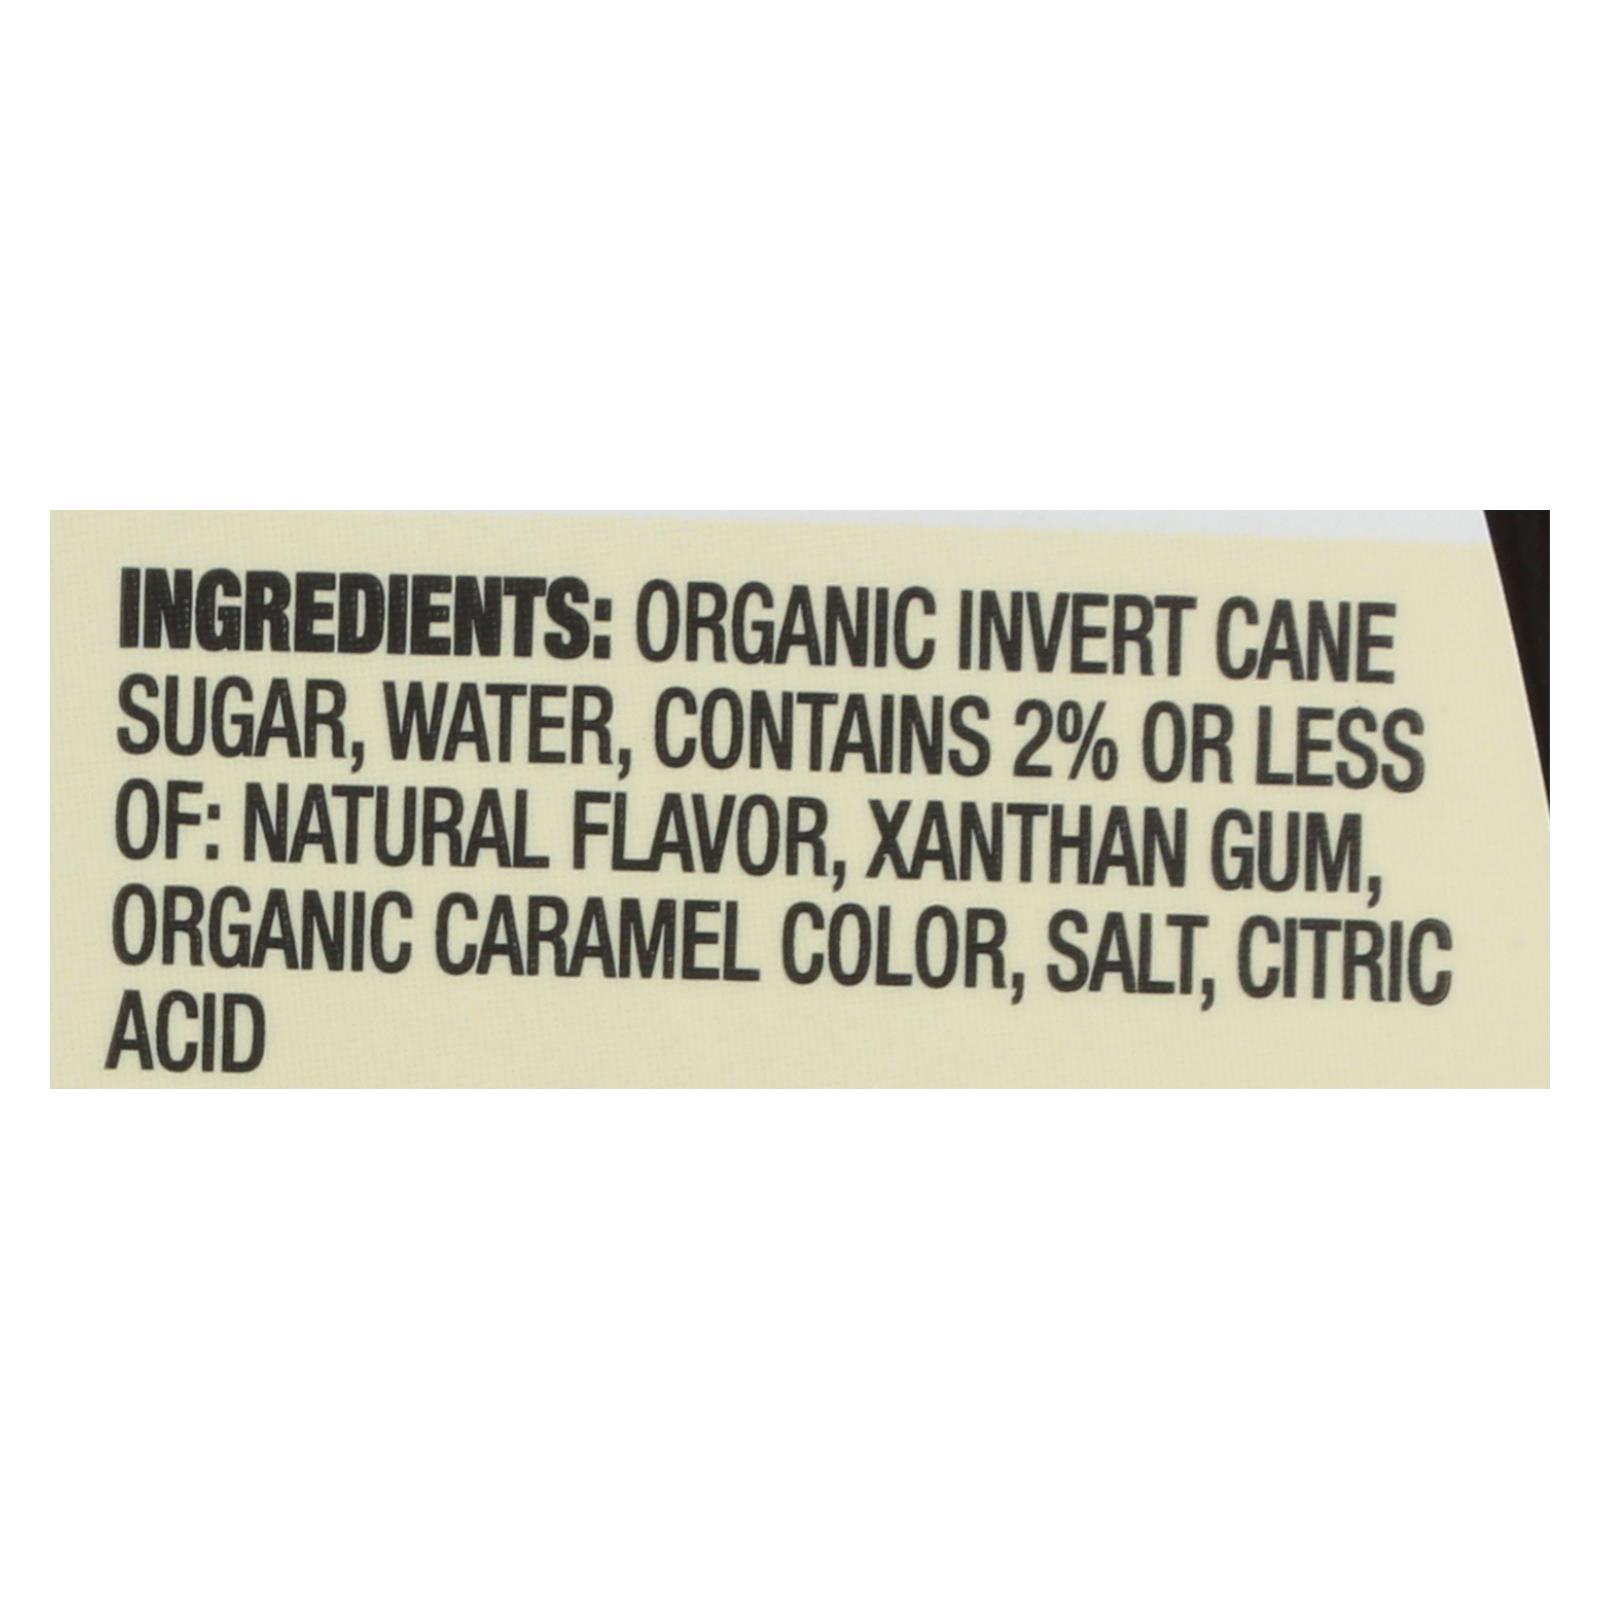 INGREDIENTS: ORGANIC INVERT CANE
SUGAR, WATER, CONTAINS 2% OR LESS
OF: NATURAL FLAVOR, XANTHAN GUM,
ORGANIC CARAMEL COLOR, SALT, CITRIC
ACID